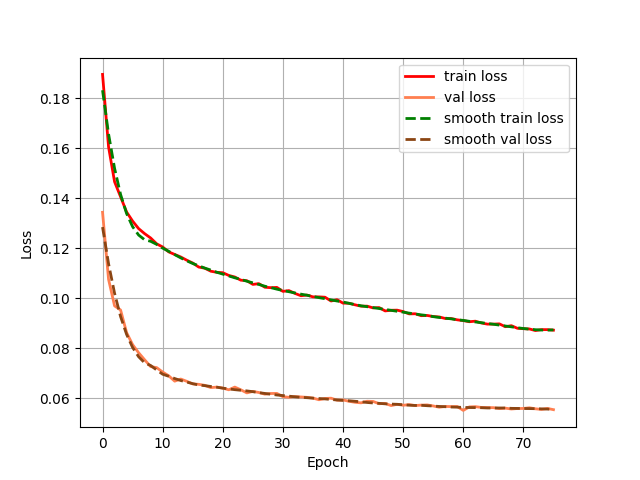 train loss
val loss
smooth train loss
smooth val loss
0.18
0.16
0.14
0.12
0.10
0.08
0.06
Loss
0 10 20 30 40 50 60 70
Epoch